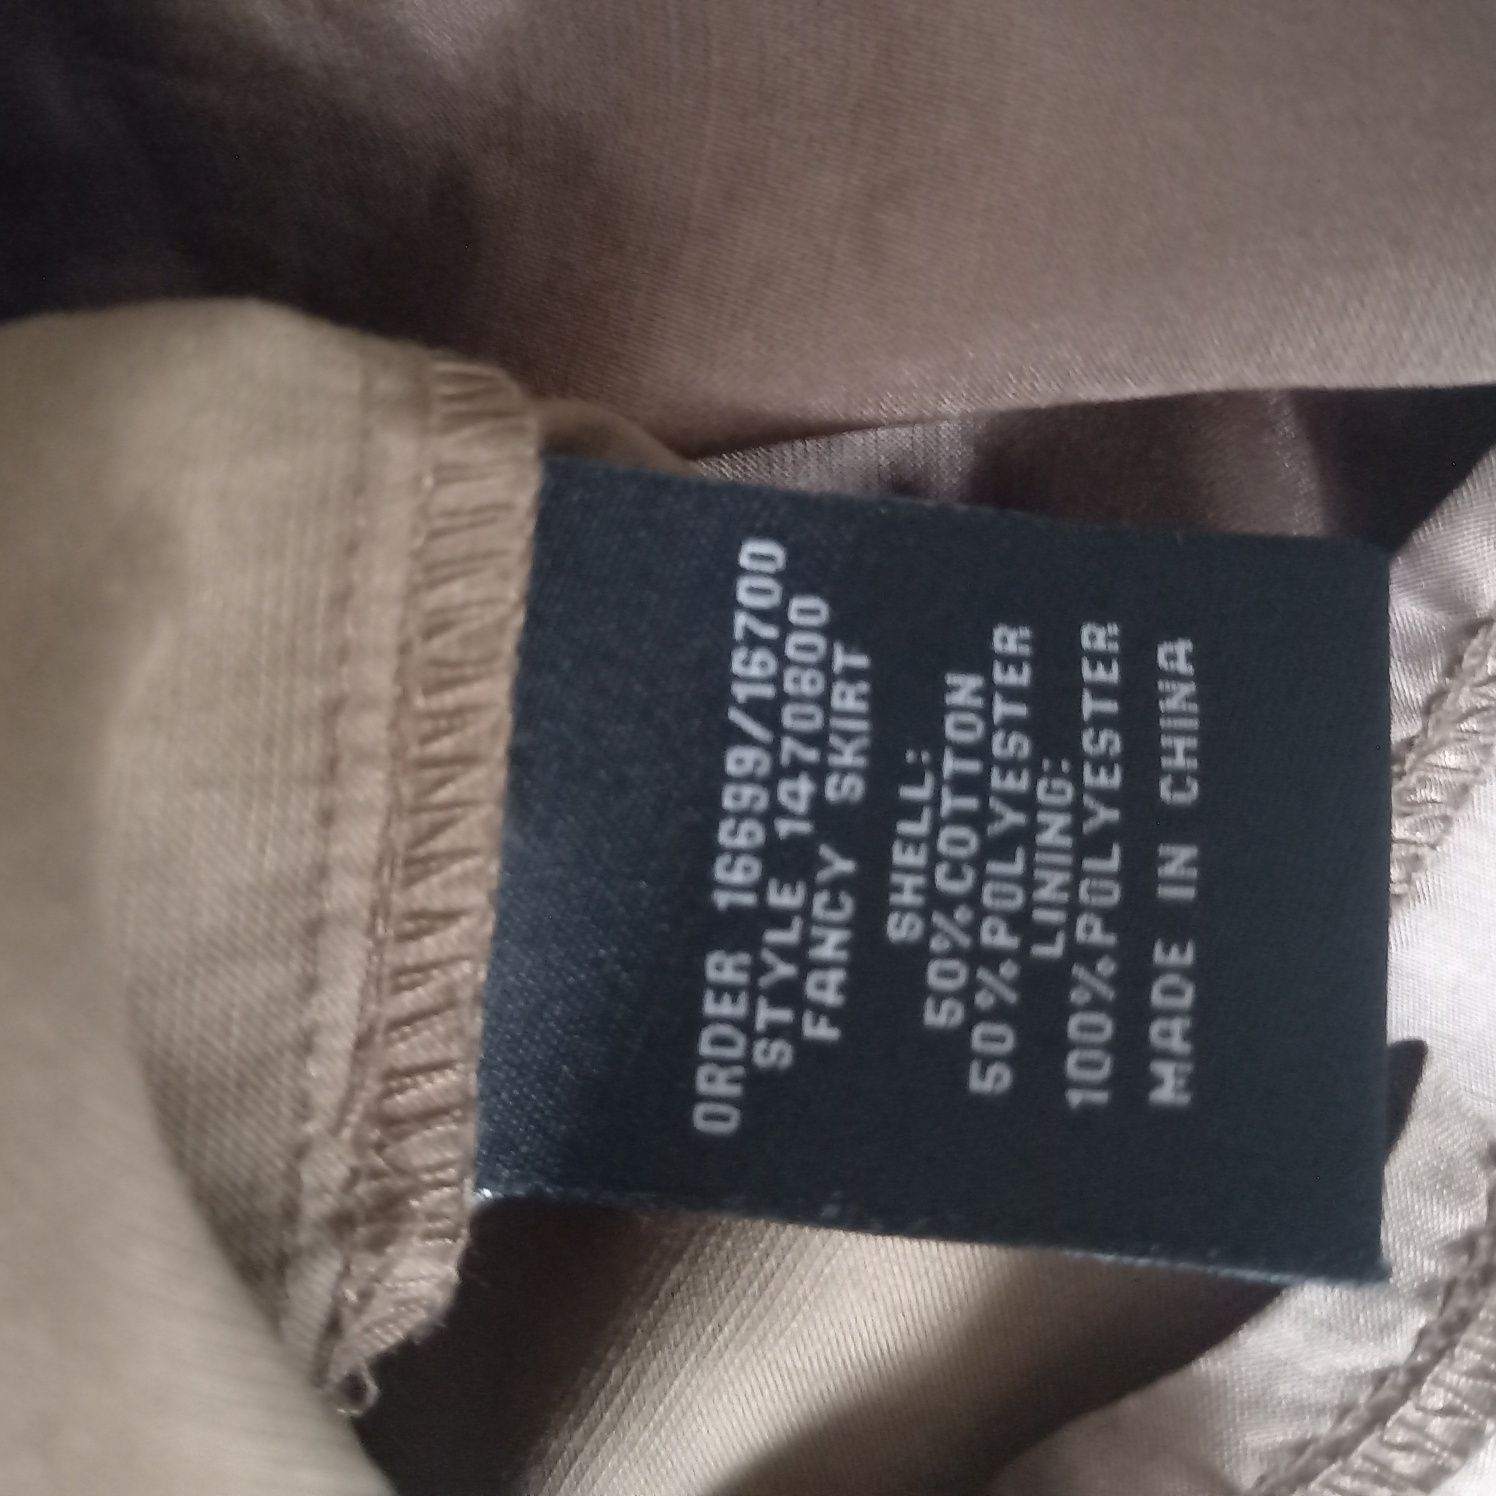 ORDER 16699/16700
STYLE 1470800
FANCY SKIRT
SHELL:
50%COTTON
50%POLYESTER
LINING:
100%POLYESTER
MADE IN CHINA